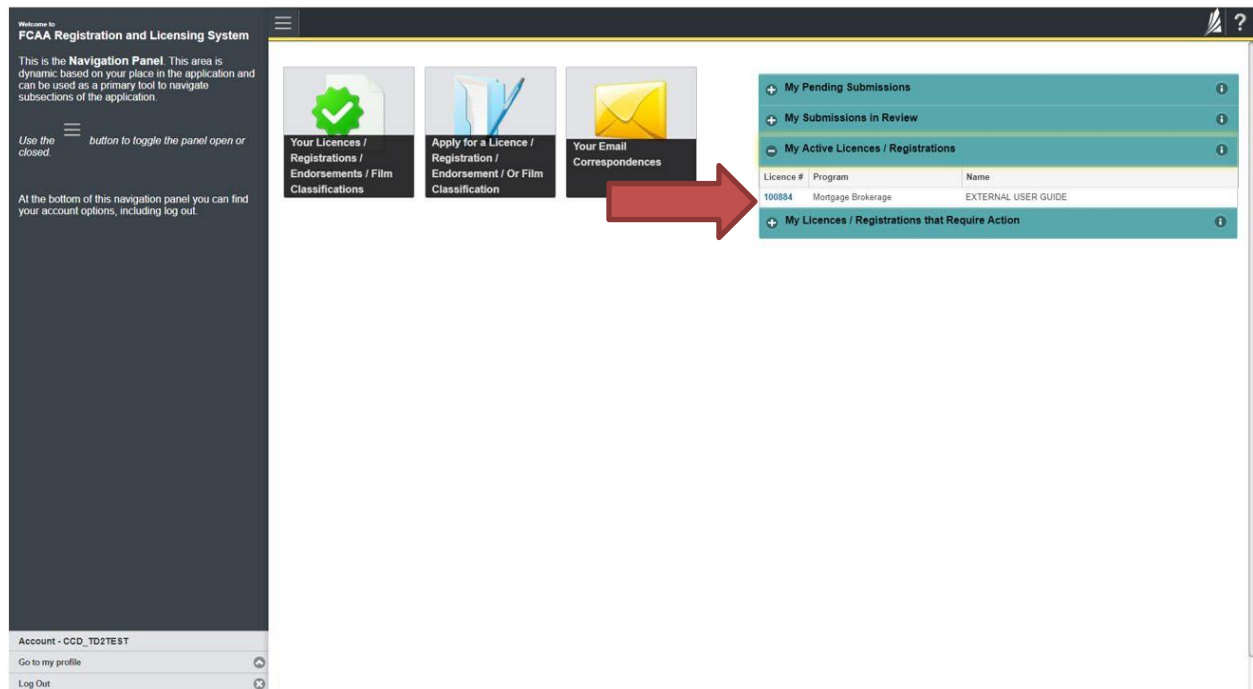 Welcome to
FCAA Registration and Licensing System
This is the Navigation Panel. This area is
dynamic based on your place in the application and
can be used as a primary tool to navigate
subsections of the application.
Use the button to toggle the panel open or
closed.
At the bottom of this navigation panel you can find
your account options, including log out.
Account - CCD_TD2TEST
Go to my profile
Log Out
?
Your Licences /
Registrations /
Endorsements / Film
Classifications
Apply for a Licence /
Registration /
Endorsement / Or Film
Classification
Your Email
Correspondences
My Pending Submissions
My Submissions in Review
My Active Licences / Registrations
Licence # Program Name
100884 Mortgage Brokerage EXTERNAL USER GUIDE
My Licences / Registrations that Require Action